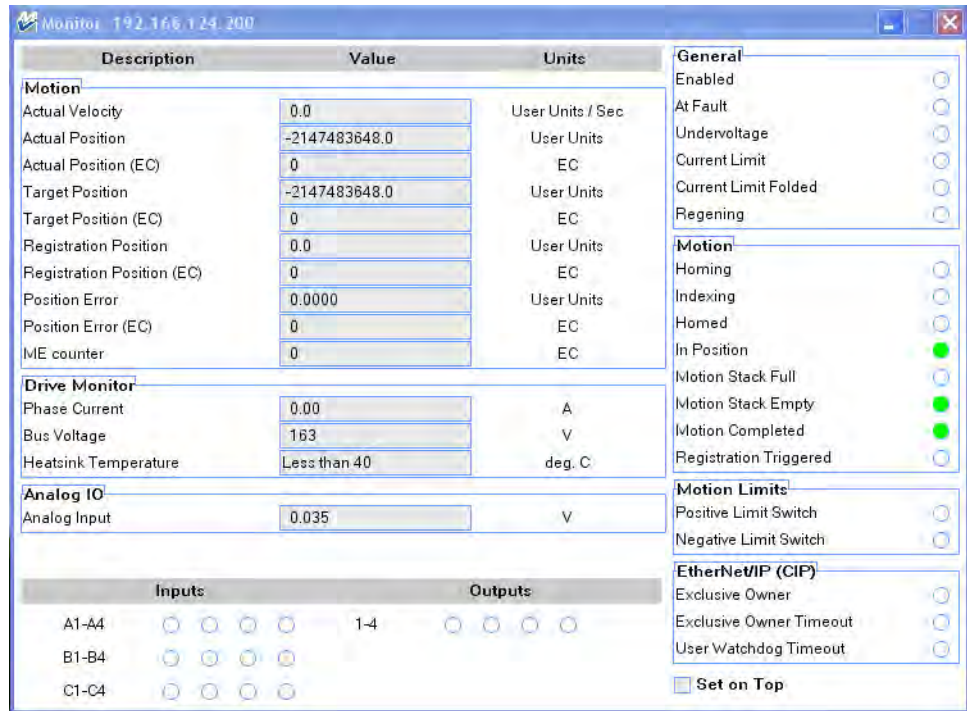 Monitor 192.168.124.200
Description Value Units
Motion
Actual Velocity 0.0 User Units / Sec
Actual Position -2147483648.0 User Units
Actual Position (EC) 0 EC
Target Position -2147483648.0 User Units
Target Position (EC) 0 EC
Registration Position 0.0 User Units
Registration Position (EC) 0 EC
Position Error 0.0000 User Units
Position Error (EC) 0 EC
ME counter 0 EC
Drive Monitor
Phase Current 0.00 A
Bus Voltage 163 V
Heatsink Temperature Less than 40 deg. C
Analog IO
Analog Input 0.035 V
Inputs Outputs
A1-A4 1-4
B1-B4
C1-C4
General
Enabled
At Fault
Undervoltage
Current Limit
Current Limit Folded
Regening
Motion
Homing
Indexing
Homed
In Position
Motion Stack Full
Motion Stack Empty
Motion Completed
Registration Triggered
Motion Limits
Positive Limit Switch
Negative Limit Switch
EtherNet/IP (CIP)
Exclusive Owner
Exclusive Owner Timeout
User Watchdog Timeout
Set on Top